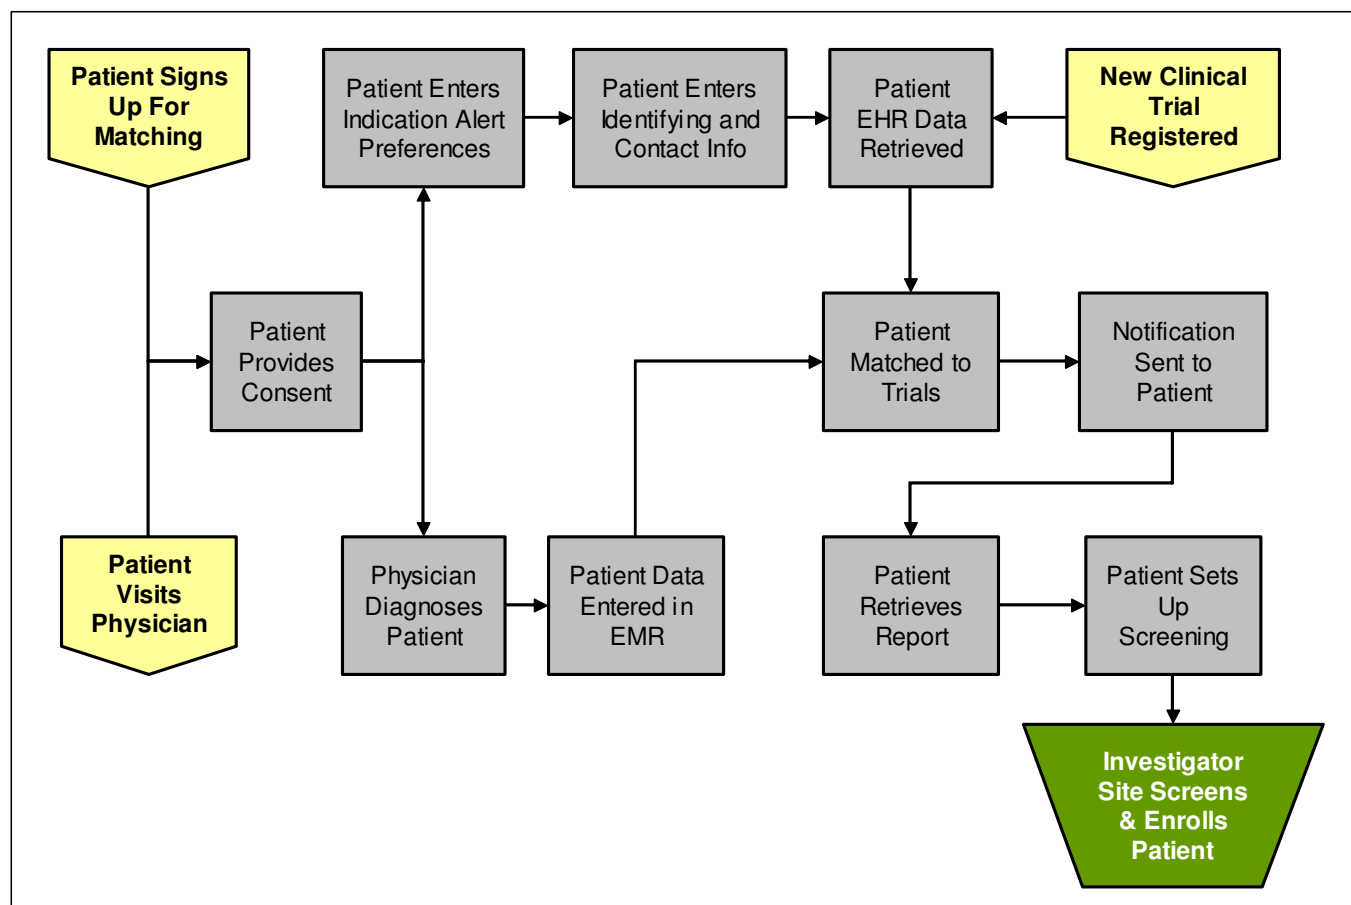 Patient Signs
Up For
Matching
Patient Enters
Indication Alert
Preferences
Patient Enters
Identifying and
Contact Info
Patient
EHR Data
Retrieved
New Clinical
Trial
Registered
Patient
Provides
Consent
Patient
Matched to
Trials
Notification
Sent to
Patient
Patient
Visits
Physician
Physician
Diagnoses
Patient
Patient Data
Entered in
EMR
Patient
Retrieves
Report
Patient Sets
Up
Screening
Investigator
Site Screens
& Enrolls
Patient